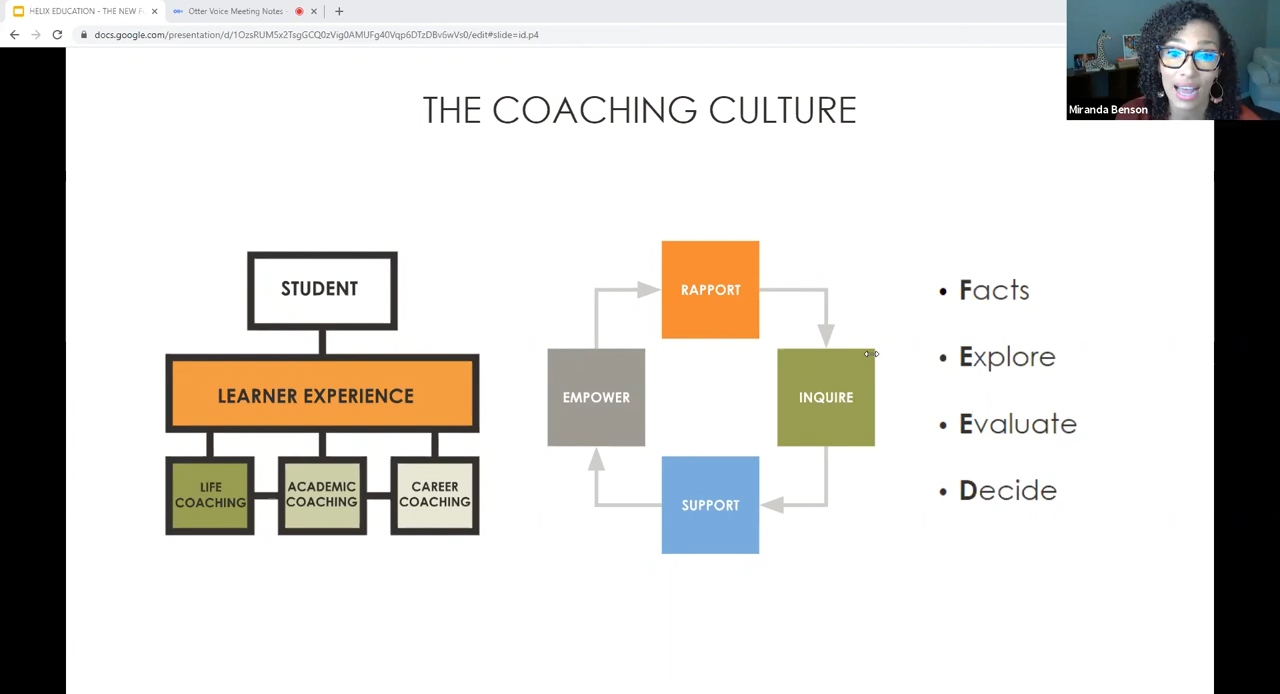 HELIX EDUCATION - THE NEW F
Otter Voice Meeting Notes -
docs.google.com/presentation/d/1OzsRUM5x2TsgGCQ0zVig0AMUFg40Vqp6DTzDBv6wVs0/edit#slide=id.p4
Miranda Benson
THE COACHING CULTURE
STUDENT
LEARNER EXPERIENCE
LIFE
COACHING
ACADEMIC
COACHING
CAREER
COACHING
RAPPORT
INQUIRE
SUPPORT
EMPOWER
• Facts
• Explore
• Evaluate
• Decide